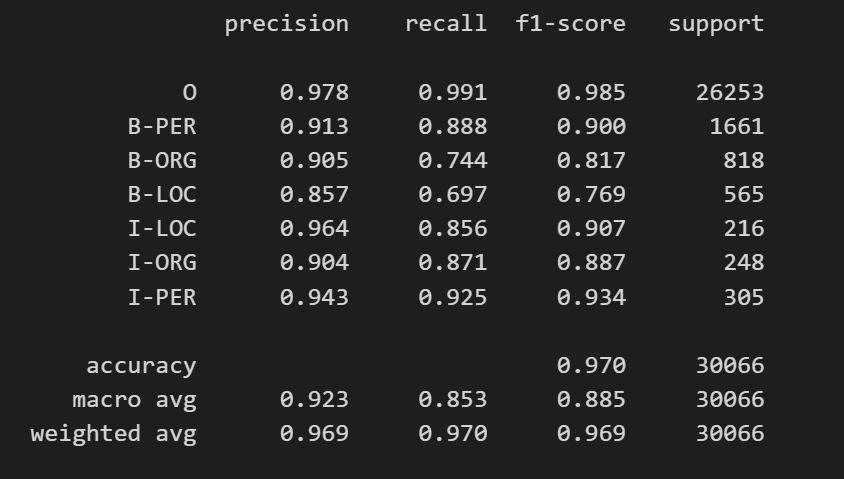 precision recall f1-score support
O 0.978 0.991 0.985 26253
B-PER 0.913 0.888 0.900 1661
B-ORG 0.905 0.744 0.817 818
B-LOC 0.857 0.697 0.769 565
I-LOC 0.964 0.856 0.907 216
I-ORG 0.904 0.871 0.887 248
I-PER 0.943 0.925 0.934 305
accuracy 0.970 30066
macro avg 0.923 0.853 0.885 30066
weighted avg 0.969 0.970 0.969 30066